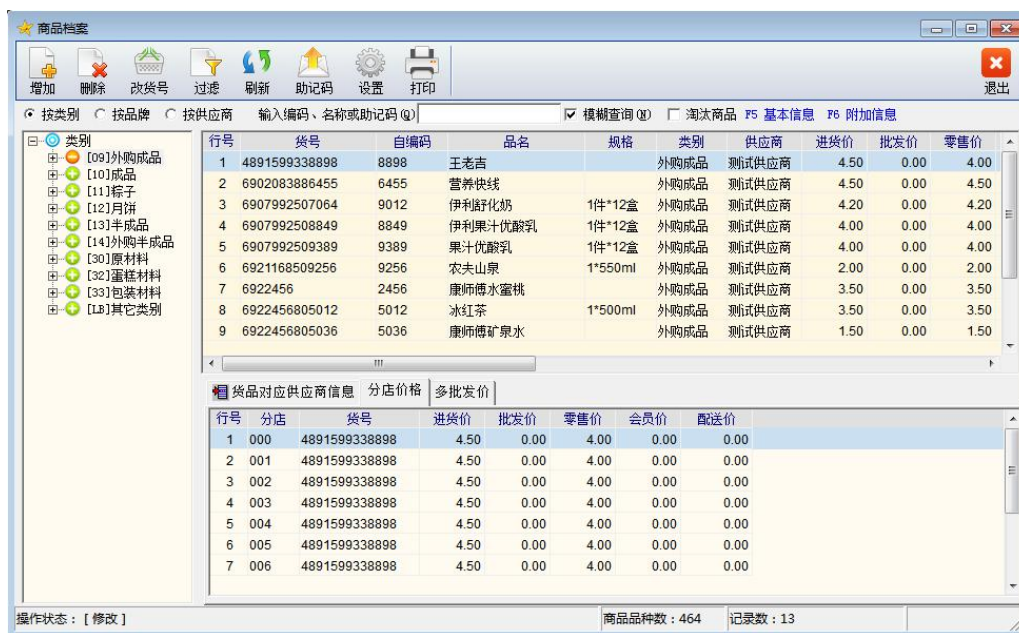 商品档案
增加 删除 改货号 过滤 刷新 助记码 设置 打印 退出
按类别 按品牌 按供应商 输入编码、名称或助记码(Q) 模糊查询(W) 淘汰商品 F5 基本信息 F6 附加信息
类别
[09]外购成品
[10]成品
[11]粽子
[12]月饼
[13]半成品
[14]外购半成品
[30]原材料
[32]蛋糕材料
[33]包装材料
[LB]其它类别
行号 货号 自编码 品名 规格 类别 供应商 进货价 批发价 零售价
1 4891599338898 8898 王老吉 外购成品 测试供应商 4.50 0.00 4.00
2 6902083886455 6455 营养快线 外购成品 测试供应商 4.50 0.00 4.50
3 6907992507064 9012 伊利舒化奶 1件*12盒 外购成品 测试供应商 4.20 0.00 4.20
4 6907992508849 8849 伊利果汁优酸乳 1件*12盒 外购成品 测试供应商 4.00 0.00 4.00
5 6907992509389 9389 果汁优酸乳 1件*12盒 外购成品 测试供应商 4.00 0.00 4.00
6 6921168509256 9256 农夫山泉 1*550ml 外购成品 测试供应商 2.00 0.00 2.00
7 6922456 2456 康师傅水蜜桃 外购成品 测试供应商 3.50 0.00 3.50
8 6922456805012 5012 冰红茶 1*500ml 外购成品 测试供应商 3.50 0.00 3.50
9 6922456805036 5036 康师傅矿泉水 外购成品 测试供应商 1.50 0.00 1.50
货品对应供应商信息 分店价格 多批发价
行号 分店 货号 进货价 批发价 零售价 会员价 配送价
1 000 4891599338898 4.50 0.00 4.00 0.00 0.00
2 001 4891599338898 4.50 0.00 4.00 0.00 0.00
3 002 4891599338898 4.50 0.00 4.00 0.00 0.00
4 003 4891599338898 4.50 0.00 4.00 0.00 0.00
5 004 4891599338898 4.50 0.00 4.00 0.00 0.00
6 005 4891599338898 4.50 0.00 4.00 0.00 0.00
7 006 4891599338898 4.50 0.00 4.00 0.00 0.00
操作状态：[ 修改 ] 商品品种数：464 记录数：13